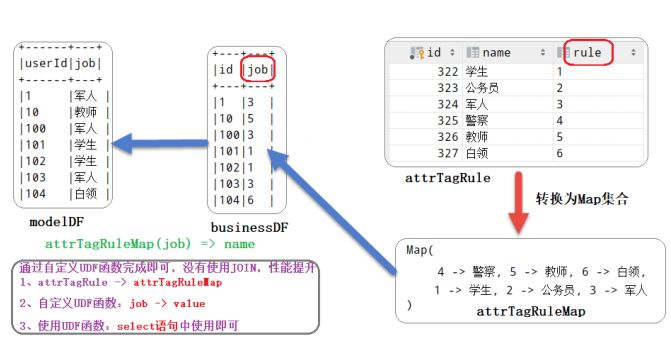 +------+---+
|userId|job|
+------+---+
|1     |军人 |
|10    |教师 |
|100   |军人 |
|101   |学生 |
|102   |学生 |
|103   |军人 |
|104   |白领 |
modelDF
+---+---+
|id |job|
+---+---+
|1  |3  |
|10 |5  |
|100|3  |
|101|1  |
|102|1  |
|103|3  |
|104|6  |
businessDF
id name rule
322 学生 1
323 公务员 2
324 军人 3
325 警察 4
326 教师 5
327 白领 6
attrTagRule
转换为Map集合
attrTagRuleMap(job) => name
Map(
4 -> 警察, 5 -> 教师, 6 -> 白领,
1 -> 学生, 2 -> 公务员, 3 -> 军人
)
attrTagRuleMap
通过自定义UDF函数完成即可，没有使用JOIN，性能提升
1、attrTagRule -> attrTagRuleMap
2、自定义UDF函数：job -> value
3、使用UDF函数：select语句中使用即可